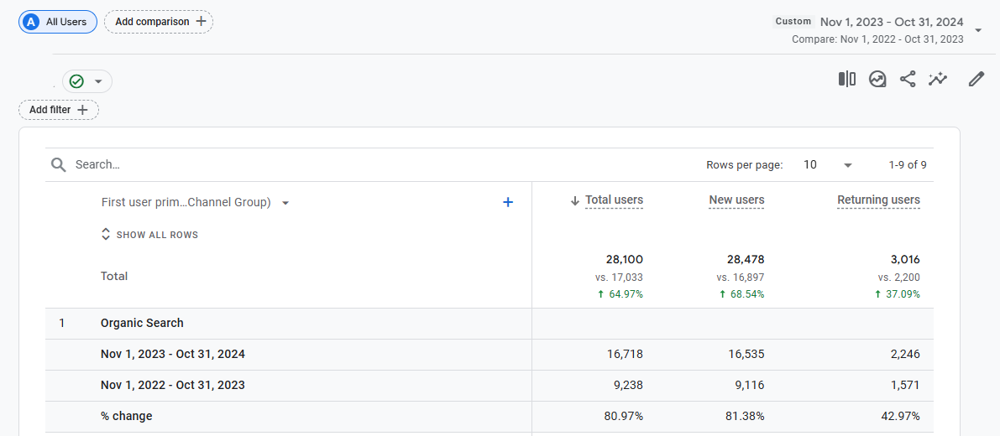 A All Users Add comparison +
Custom Nov 1, 2023 - Oct 31, 2024
Compare: Nov 1, 2022 - Oct 31, 2023
Add filter +
Search... Rows per page: 10 1-9 of 9
First user prim...Channel Group) + Total users New users Returning users
SHOW ALL ROWS
Total 28,100 28,478 3,016
vs. 17,033 vs. 16,897 vs. 2,200
↑ 64.97% ↑ 68.54% ↑ 37.09%
1 Organic Search
Nov 1, 2023 - Oct 31, 2024 16,718 16,535 2,246
Nov 1, 2022 - Oct 31, 2023 9,238 9,116 1,571
% change 80.97% 81.38% 42.97%